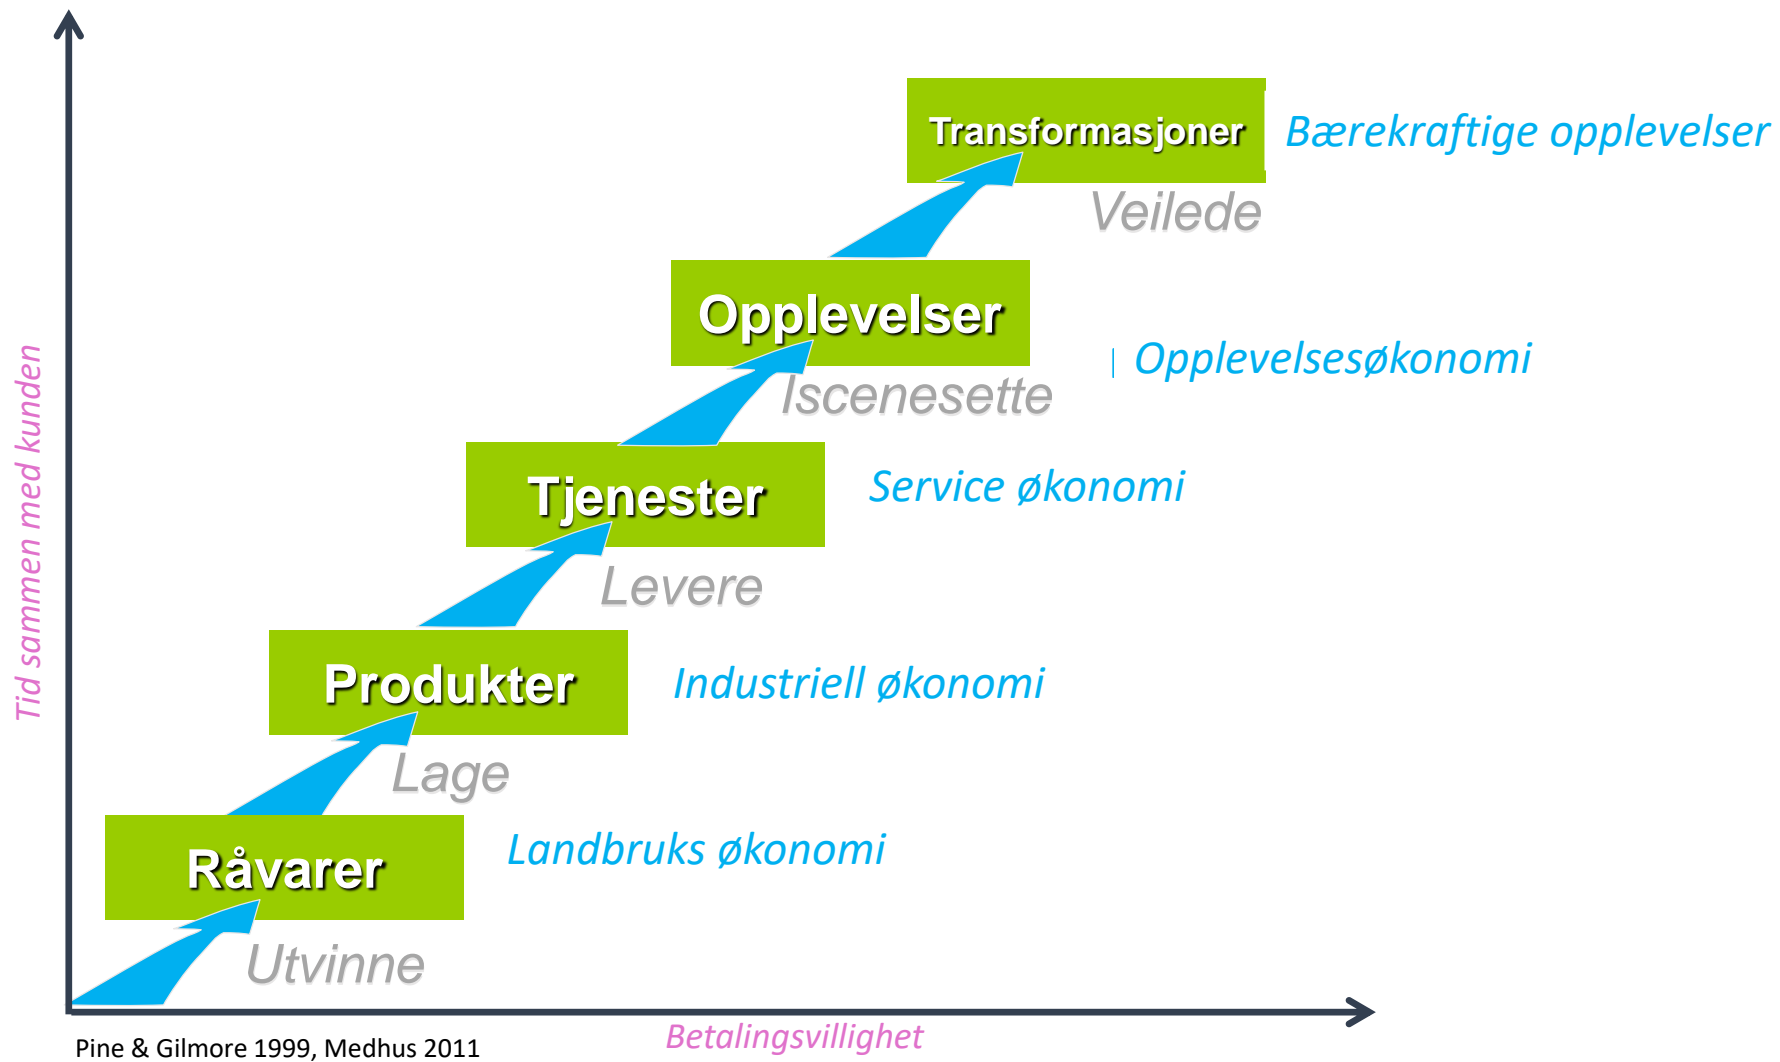 Transformasjoner
Bærekraftige opplevelser
Veilede
Opplevelser
Opplevelsesøkonomi
Iscenesette
Tjenester
Service økonomi
Levere
Produkter
Industriell økonomi
Lage
Råvarer
Landbruks økonomi
Utvinne
Tid sammen med kunden
Betalingsvillighet
Pine & Gilmore 1999, Medhus 2011